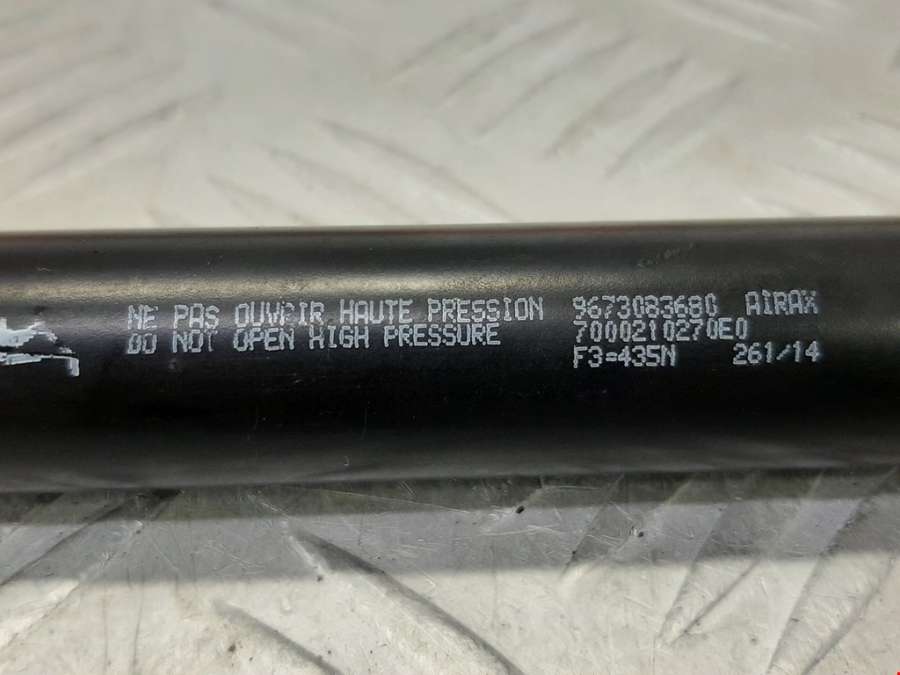 NE PAS OUVRIR HAUTE PRESSION 9673083680 AIRAX
DO NOT OPEN HIGH PRESSURE 7000210270E0
F3=435N 261/14